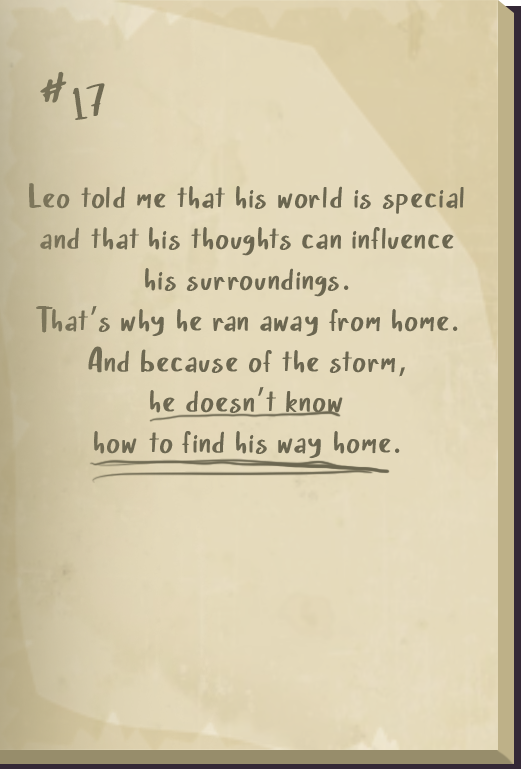 #17
Leo told me that his world is special
and that his thoughts can influence
his surroundings.
That's why he ran away from home.
And because of the storm,
he doesn't know
how to find his way home.